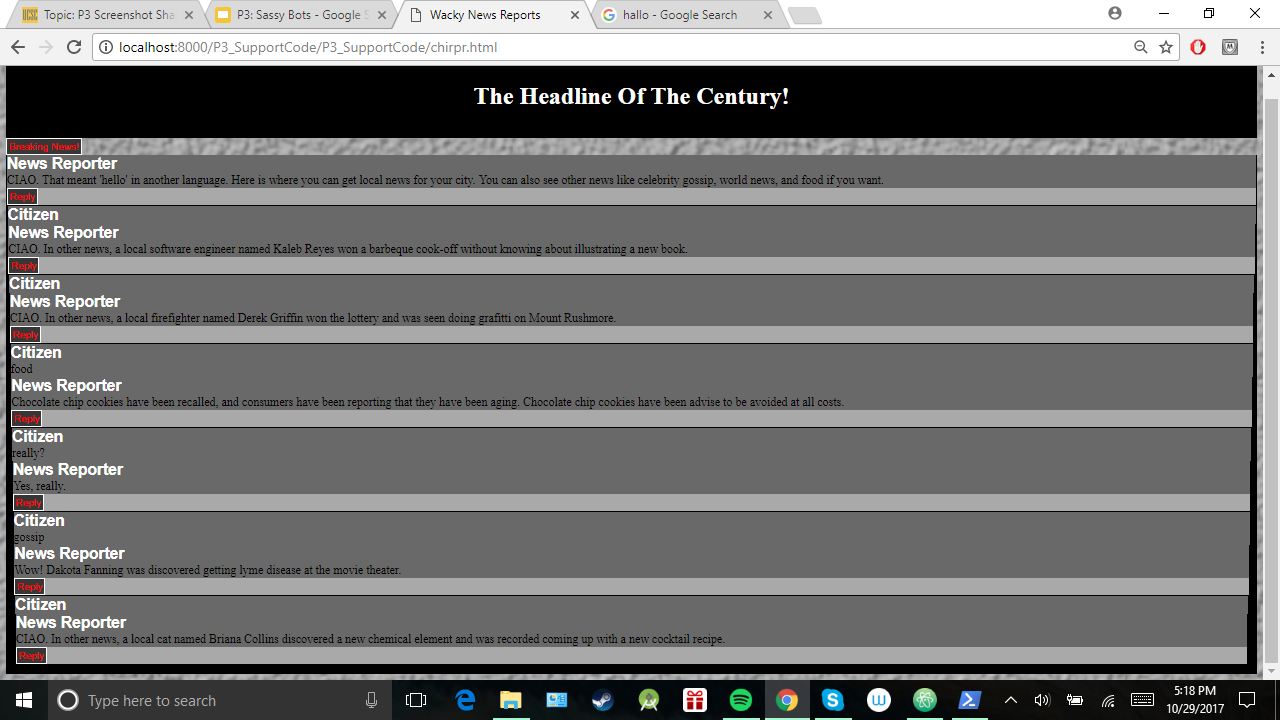 Topic: P3 Screenshot Sha
P3: Sassy Bots - Google S
Wacky News Reports
hallo - Google Search
localhost:8000/P3_SupportCode/P3_SupportCode/chirpr.html
The Headline Of The Century!
Breaking News!
News Reporter
CIAO. That meant 'hello' in another language. Here is where you can get local news for your city. You can also see other news like celebrity gossip, world news, and food if you want.
Reply
Citizen
News Reporter
CIAO. In other news, a local software engineer named Kaleb Reyes won a barbeque cook-off without knowing about illustrating a new book.
Reply
Citizen
News Reporter
CIAO. In other news, a local firefighter named Derek Griffin won the lottery and was seen doing grafitti on Mount Rushmore.
Reply
Citizen
food
News Reporter
Chocolate chip cookies have been recalled, and consumers have been reporting that they have been aging. Chocolate chip cookies have been advise to be avoided at all costs.
Reply
Citizen
really?
News Reporter
Yes, really.
Reply
Citizen
gossip
News Reporter
Wow! Dakota Fanning was discovered getting lyme disease at the movie theater.
Reply
Citizen
News Reporter
CIAO. In other news, a local cat named Briana Collins discovered a new chemical element and was recorded coming up with a new cocktail recipe.
Reply
Type here to search
5:18 PM
10/29/2017